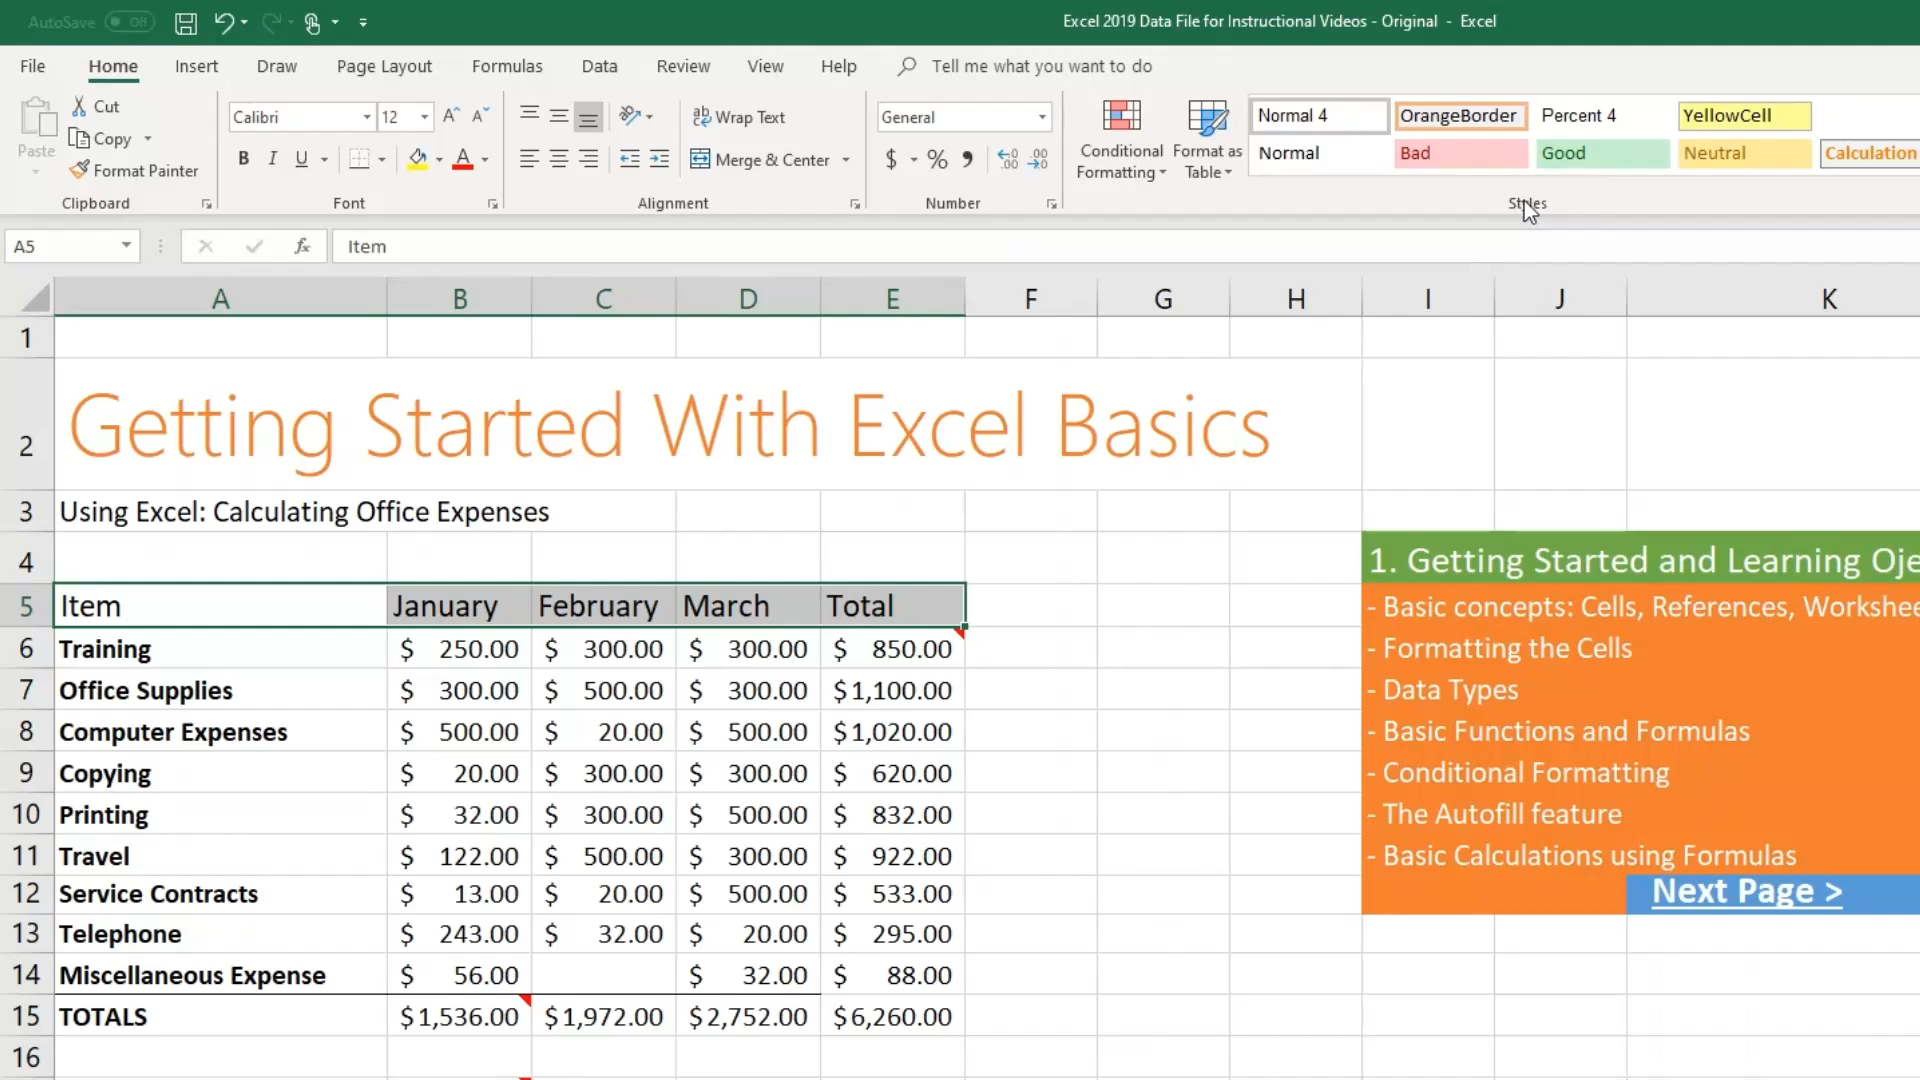 AutoSave Off Excel 2019 Data File for Instructional Videos - Original - Excel
File Home Insert Draw Page Layout Formulas Data Review View Help Tell me what you want to do
Paste Cut Copy Format Painter
Clipboard
Calibri 12
B I U A
Font
ab Wrap Text
Merge & Center
Alignment
General
$ % 9 .00 .00
Number
Conditional Formatting
Format as Table
Normal 4 OrangeBorder Percent 4 YellowCell
Normal Bad Good Neutral Calculation
Styles
A5 fx Item
A B C D E F G H I J K
1
2 Getting Started With Excel Basics
3 Using Excel: Calculating Office Expenses
4 1. Getting Started and Learning Oje
5 Item January February March Total - Basic concepts: Cells, References, Workshee
6 Training $ 250.00 $ 300.00 $ 300.00 $ 850.00 - Formatting the Cells
7 Office Supplies $ 300.00 $ 500.00 $ 300.00 $1,100.00 - Data Types
8 Computer Expenses $ 500.00 $ 20.00 $ 500.00 $1,020.00 - Basic Functions and Formulas
9 Copying $ 20.00 $ 300.00 $ 300.00 $ 620.00 - Conditional Formatting
10 Printing $ 32.00 $ 300.00 $ 500.00 $ 832.00 - The Autofill feature
11 Travel $ 122.00 $ 500.00 $ 300.00 $ 922.00 - Basic Calculations using Formulas
12 Service Contracts $ 13.00 $ 20.00 $ 500.00 $ 533.00 Next Page >
13 Telephone $ 243.00 $ 32.00 $ 20.00 $ 295.00
14 Miscellaneous Expense $ 56.00 $ 32.00 $ 88.00
15 TOTALS $1,536.00 $1,972.00 $2,752.00 $6,260.00
16